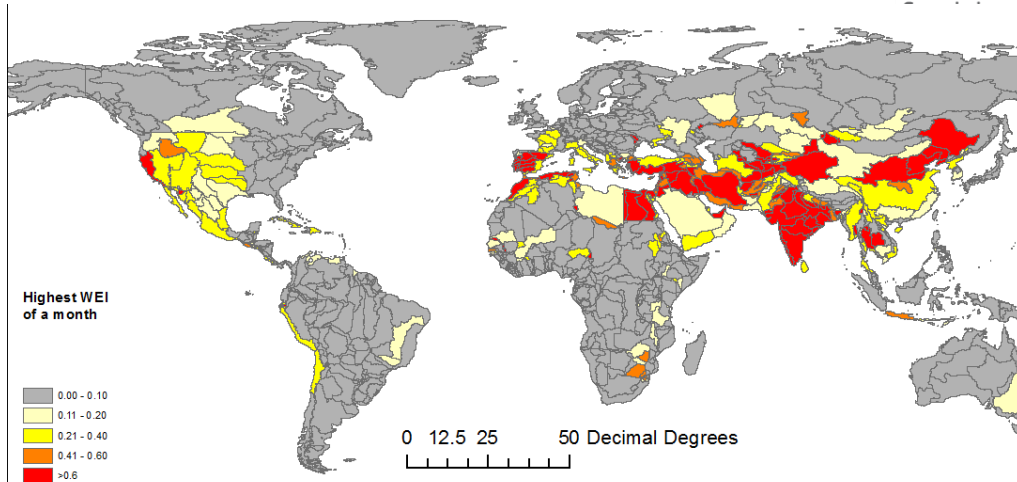 Highest WEI
of a month
0.00 - 0.10
0.11 - 0.20
0.21 - 0.40
0.41 - 0.60
>0.6
0 12.5 25 50 Decimal Degrees